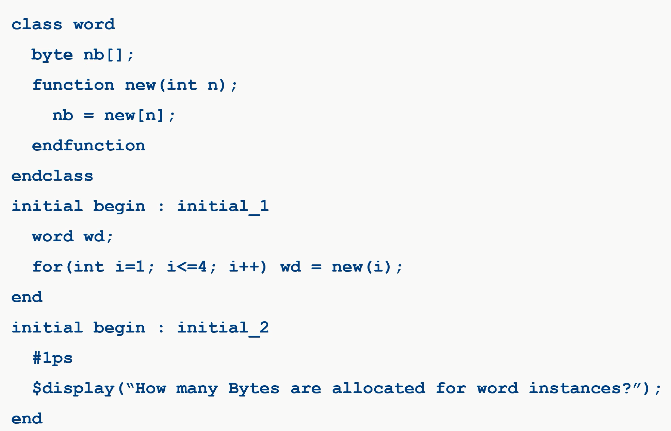 class word
byte nb[];
function new(int n);
nb = new[n];
endfunction
endclass
initial begin : initial_1
word wd;
for(int i=1; i<=4; i++) wd = new(i);
end
initial begin : initial_2
#1ps
$display(“How many Bytes are allocated for word instances?”);
end